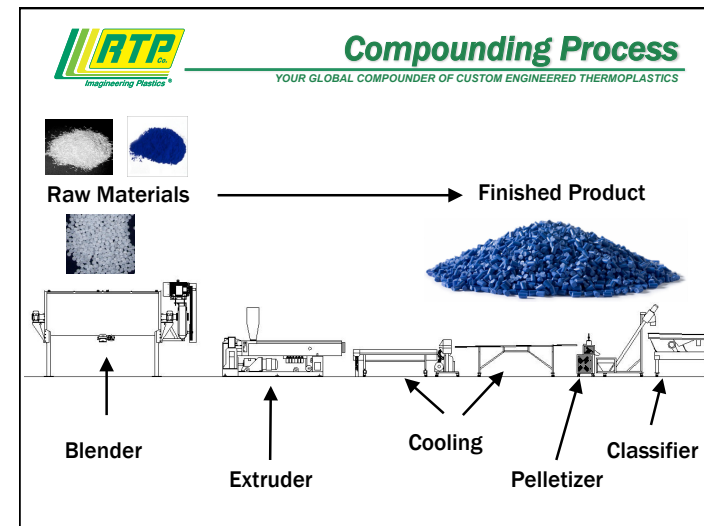 RTP
Co.
Imagineering Plastics ®
Compounding Process
YOUR GLOBAL COMPOUNDER OF CUSTOM ENGINEERED THERMOPLASTICS
Raw Materials
Finished Product
Blender
Extruder
Cooling
Pelletizer
Classifier